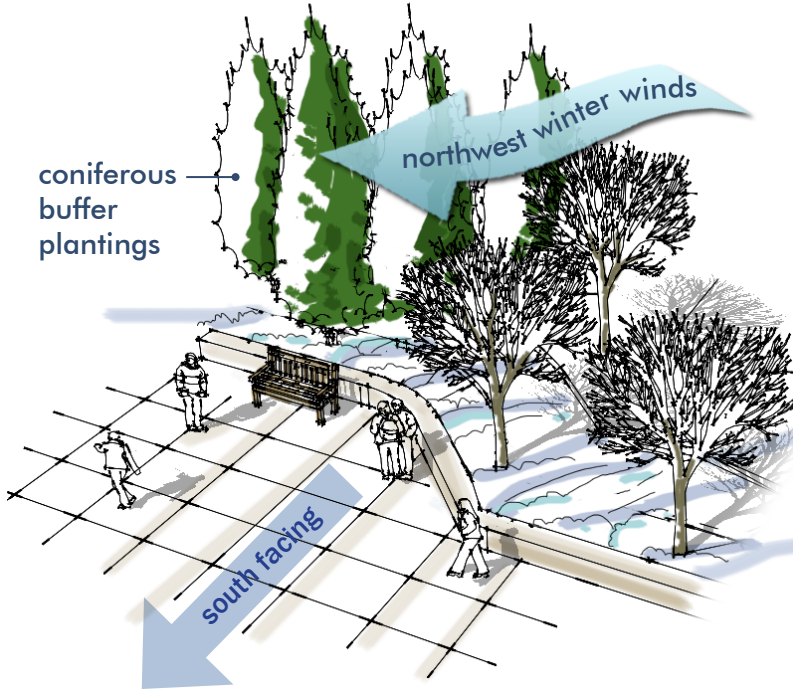 northwest winter winds
coniferous
buffer
plantings
south facing